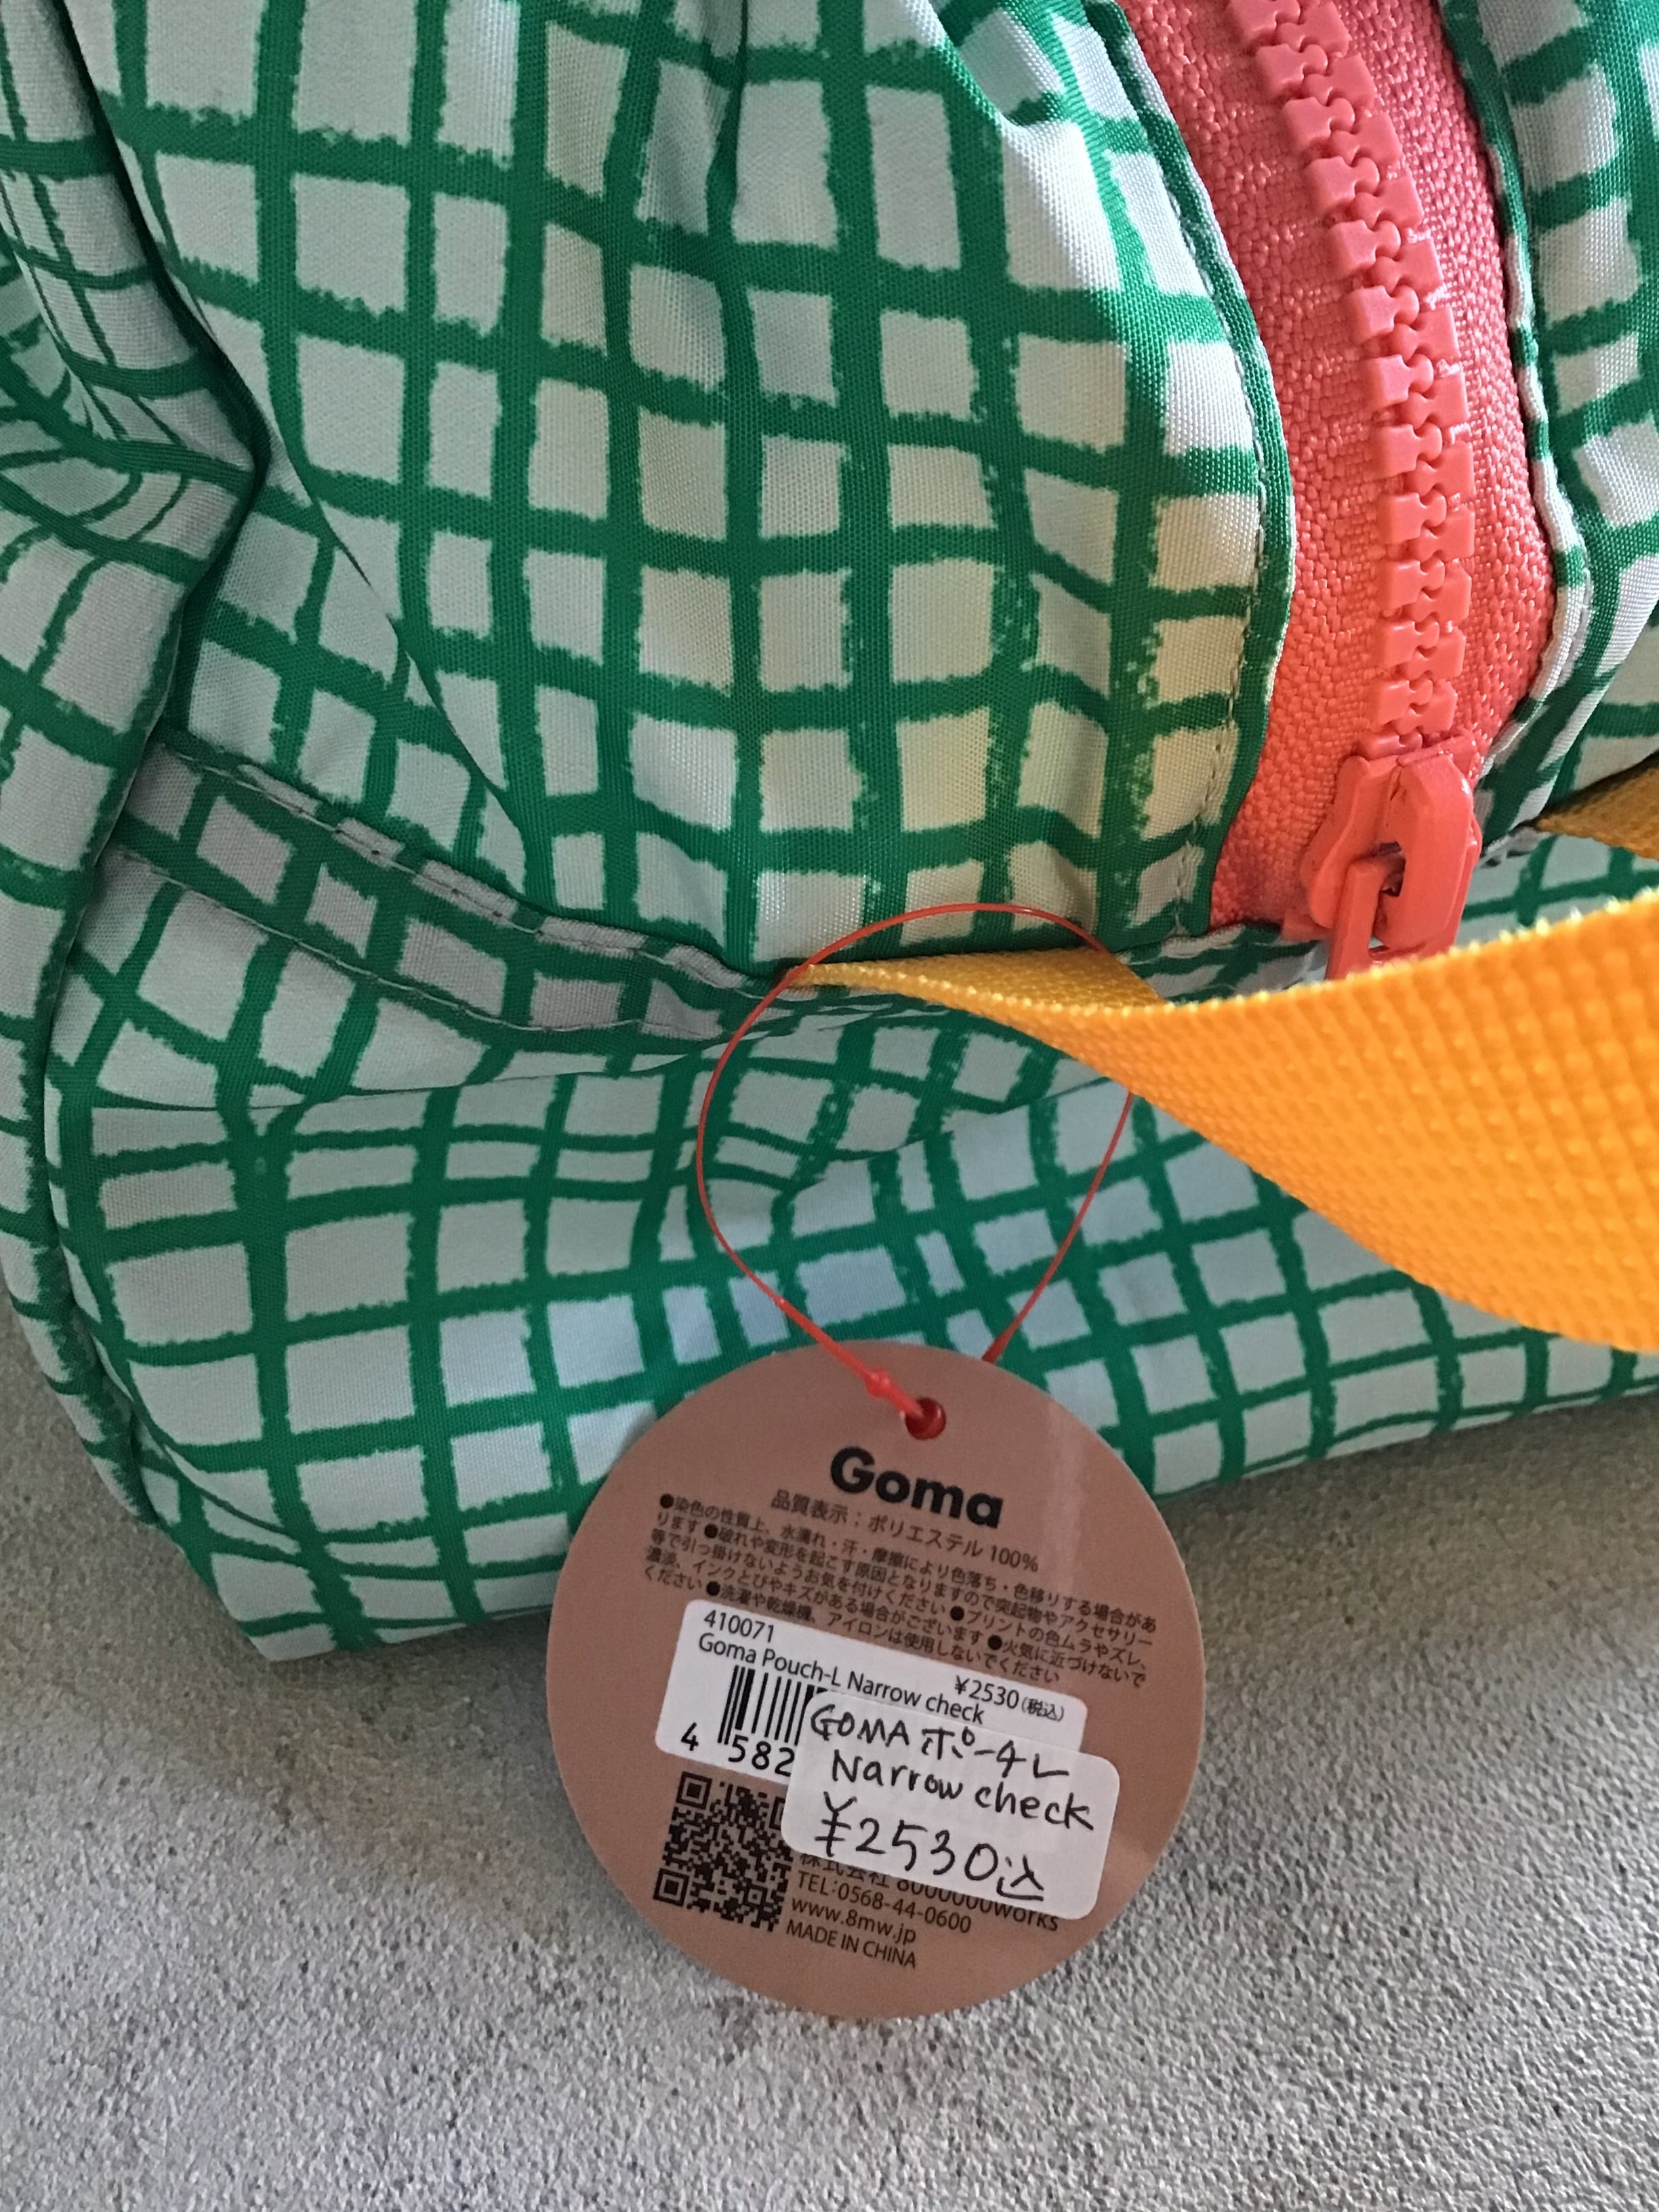 Goma
品質表示：ポリエステル 100%
●染色の性質上、水濡れ・汗・摩擦により色落ち・色移りする場合があ
ります●破れや変形を起こす原因となりますので突起物やアクセサリー
等で引っ掛けないようお気を付けください●プリントの色ムラやズレ、
濃淡、インクとびやキズがある場合がございます●火気に近づけないで
ください●洗濯や乾燥機、アイロンは使用しないでください
410071
¥2530(税込)
Goma Pouch-L Narrow check
4 582
GOMA ポーチL
Narrow check
¥2530込
株式会社 8000000works
TEL:0568-44-0600
www.8mw.jp
MADE IN CHINA